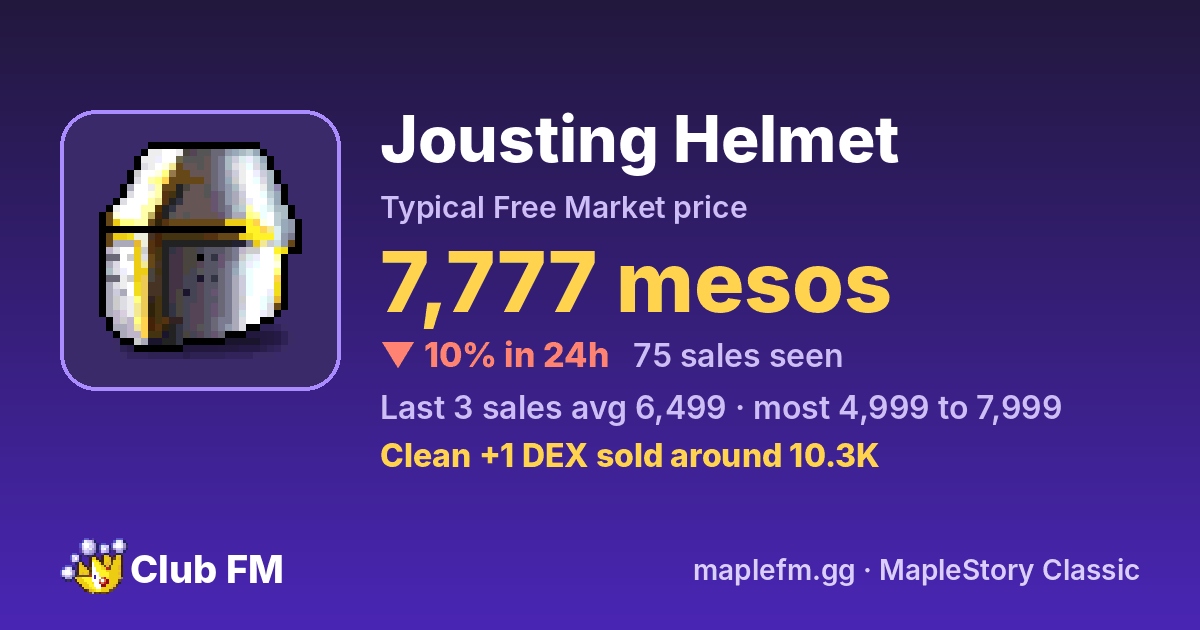 Jousting Helmet
Typical Free Market price
7,777 mesos
▼ 10% in 24h 75 sales seen
Last 3 sales avg 6,499 · most 4,999 to 7,999
Clean +1 DEX sold around 10.3K
Club FM
maplefm.gg · MapleStory Classic